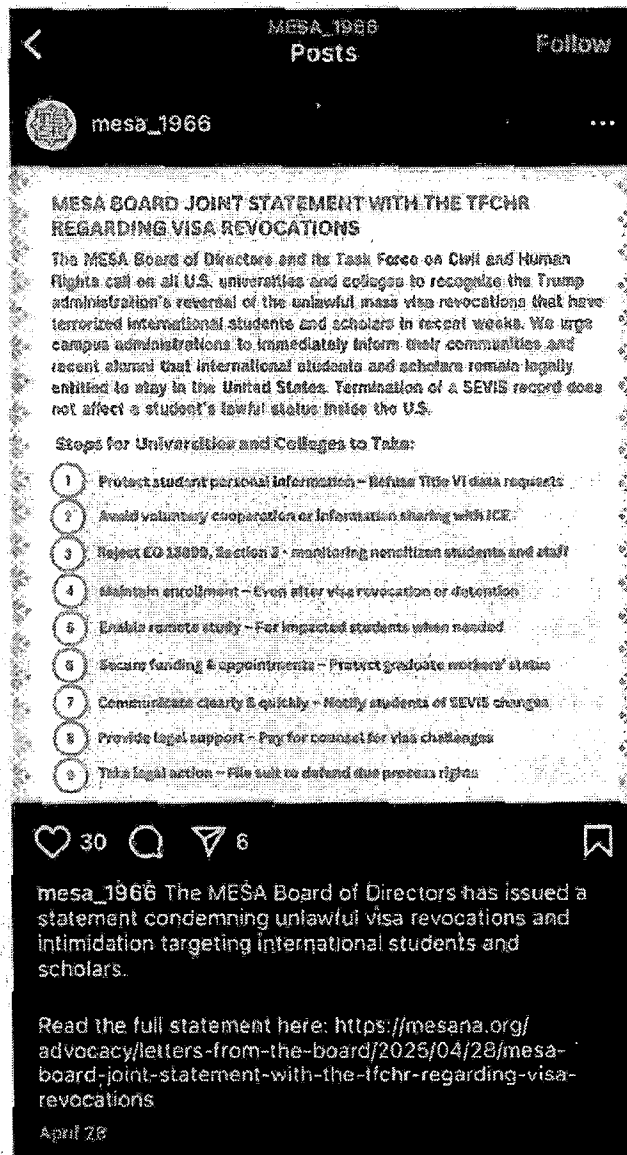 MESA_1966
Posts
Follow
mesa_1966
MESA BOARD JOINT STATEMENT WITH THE TFCHR
REGARDING VISA REVOCATIONS
The MESA Board of Directors and its Task Force on Civil and Human
Rights call on all U.S. universities and colleges to recognize the Trump
administration's reversal of the unlawful mass visa revocations that have
terrorized international students and scholars in recent weeks. We urge
campus administrations to immediately inform their communities and
recent alumni that international students and scholars remain legally
entitled to stay in the United States. Termination of a SEVIS record does
not affect a student's lawful status inside the U.S.
Steps for Universities and Colleges to Take:
1 Protect student personal information – Refuse Title VI data requests
2 Avoid voluntary cooperation or information sharing with ICE
3 Reject EO 13899, Section 3 - monitoring noncitizen students and staff
4 Maintain enrollment – Even after visa revocation or detention
5 Enable remote study – For impacted students when needed
6 Secure funding & appointments – Protect graduate workers' status
7 Communicate clearly & quickly – Notify students of SEVIS changes
8 Provide legal support – Pay for counsel for visa challenges
9 Take legal action – File suit to defend due process rights
30 6
mesa_1966 The MESA Board of Directors has issued a
statement condemning unlawful visa revocations and
intimidation targeting international students and
scholars.
Read the full statement here: https://mesana.org/
advocacy/letters-from-the-board/2025/04/28/mesa-
board-joint-statement-with-the-tfchr-regarding-visa-
revocations
April 28